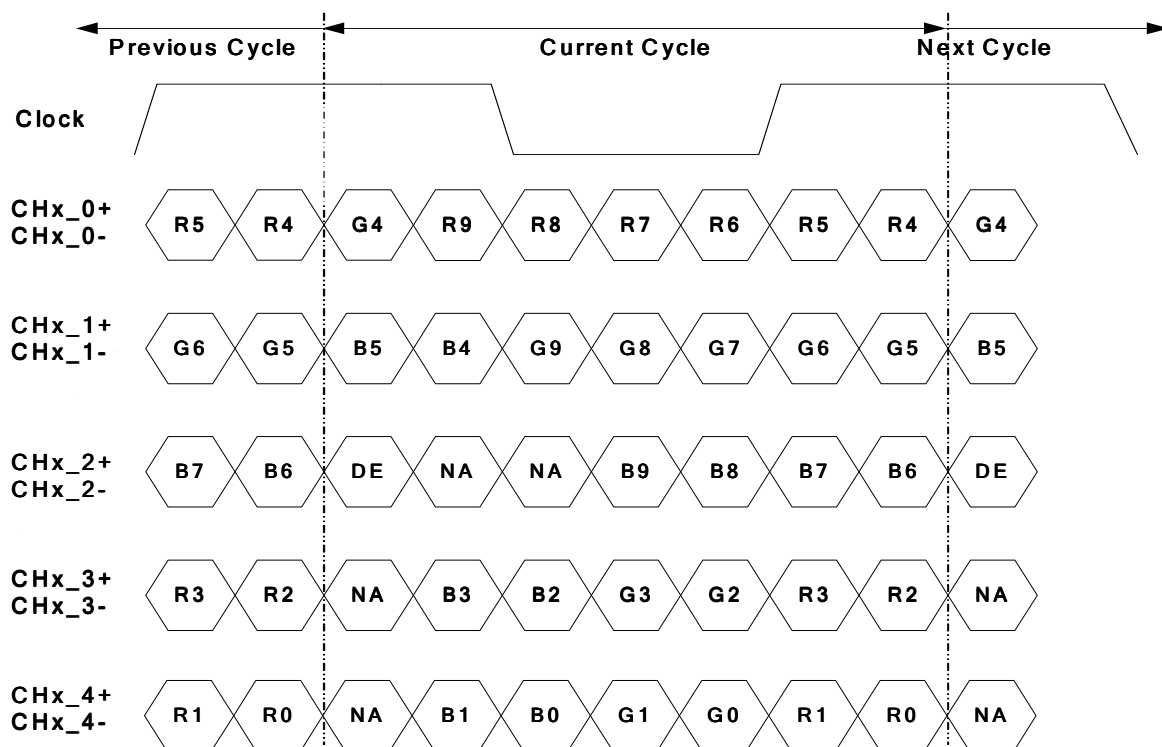 Previous Cycle Current Cycle Next Cycle
Clock
CHx_0+
CHx_0-
R5 R4 G4 R9 R8 R7 R6 R5 R4 G4
CHx_1+
CHx_1-
G6 G5 B5 B4 G9 G8 G7 G6 G5 B5
CHx_2+
CHx_2-
B7 B6 DE NA NA B9 B8 B7 B6 DE
CHx_3+
CHx_3-
R3 R2 NA B3 B2 G3 G2 R3 R2 NA
CHx_4+
CHx_4-
R1 R0 NA B1 B0 G1 G0 R1 R0 NA